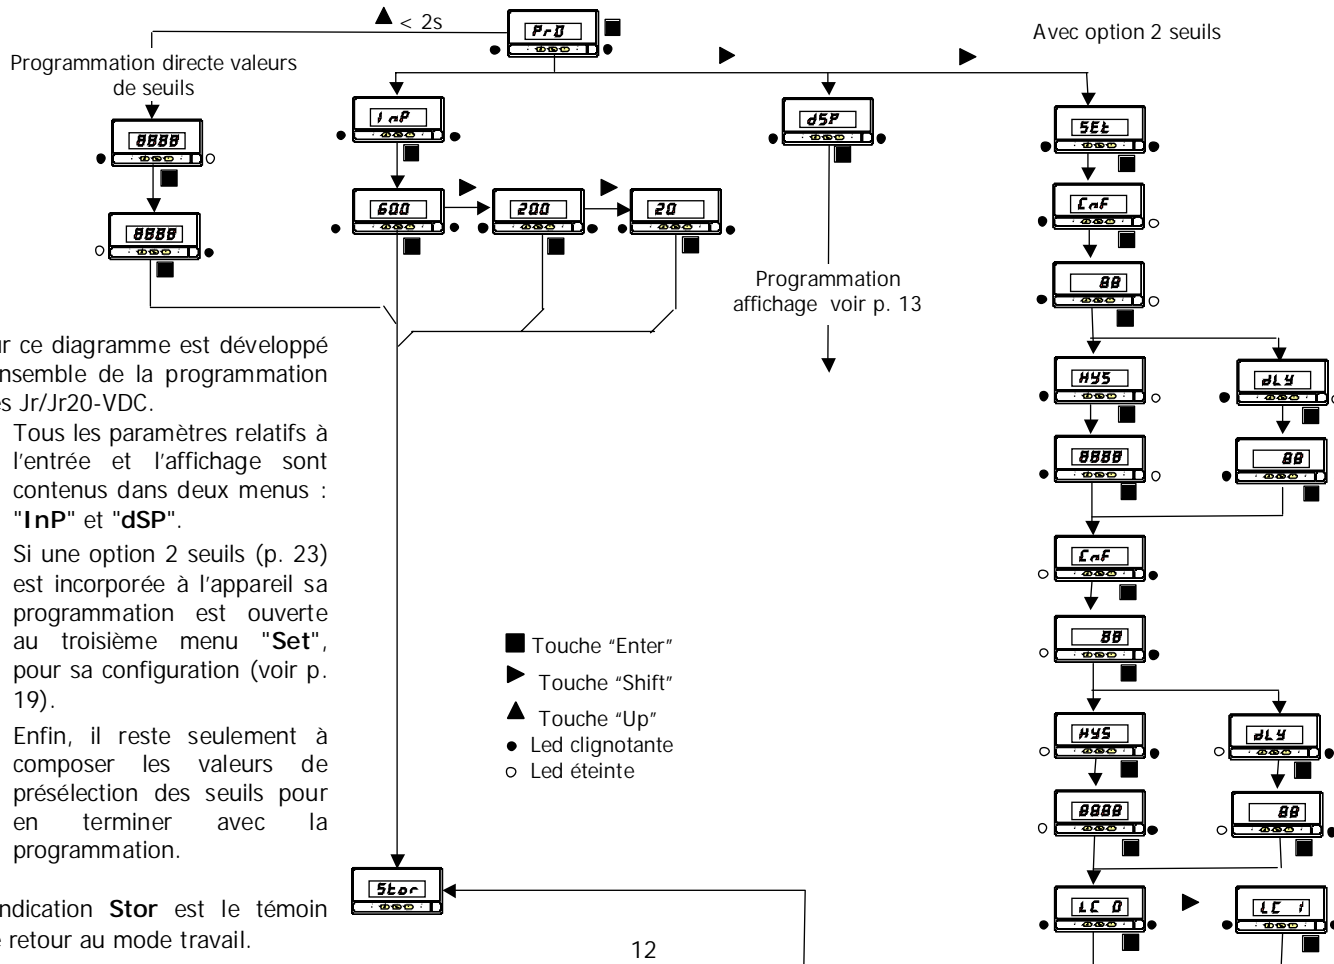 < 2s
Pr0
Avec option 2 seuils
Programmation directe valeurs
de seuils
8888
InP
dSP
SEt
8888
600
200
20
CnF
88
Programmation
affichage voir p. 13
HYS
dLY
8888
88
CnF
88
HYS
dLY
8888
88
LC 0
LC 1
ur ce diagramme est développé
ensemble de la programmation
es Jr/Jr20-VDC.
Tous les paramètres relatifs à
l'entrée et l'affichage sont
contenus dans deux menus :
"InP" et "dSP".
Si une option 2 seuils (p. 23)
est incorporée à l'appareil sa
programmation est ouverte
au troisième menu "Set",
pour sa configuration (voir p.
19).
Enfin, il reste seulement à
composer les valeurs de
présélection des seuils pour
en terminer avec la
programmation.
ndication Stor est le témoin
e retour au mode travail.
Touche "Enter"
Touche "Shift"
Touche "Up"
Led clignotante
Led éteinte
Stor
12